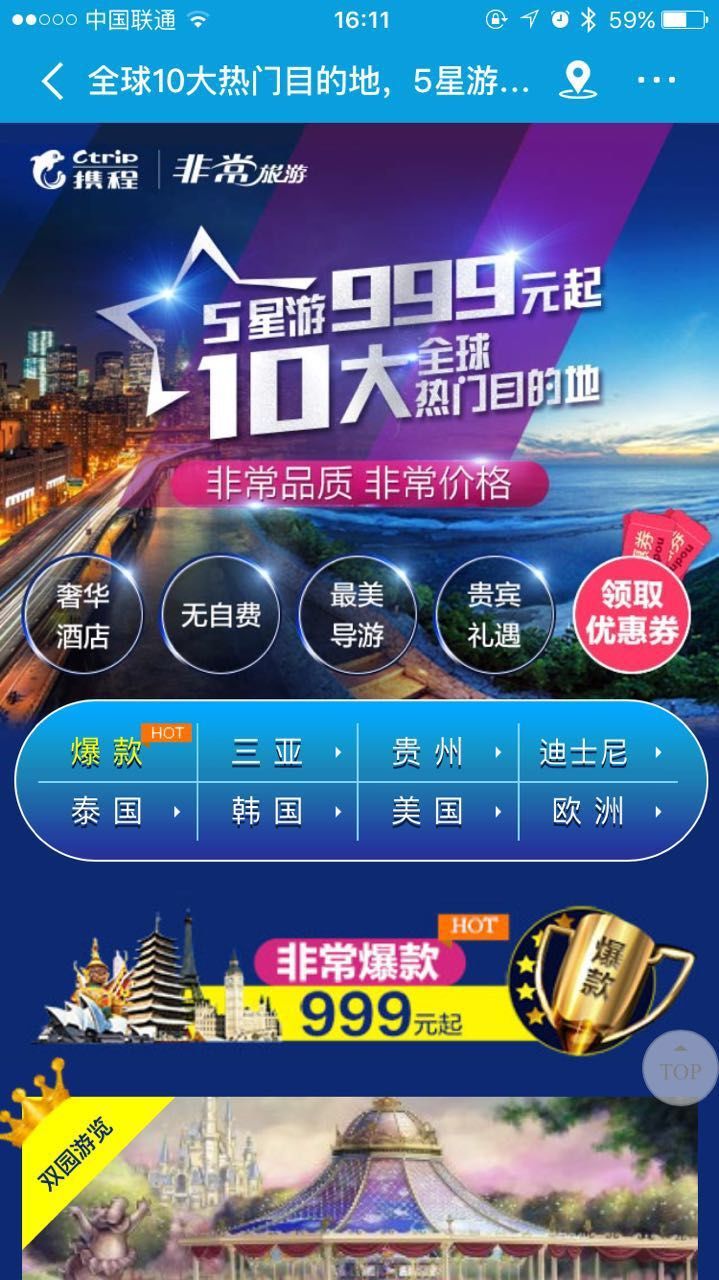 中国联通
16:11
59%
全球10大热门目的地，5星游...
Ctrip
携程
非常旅游
5星游999元起
10大全球
热门目的地
非常品质 非常价格
奢华
酒店
无自费
最美
导游
贵宾
礼遇
领取
优惠券
爆款
HOT
三亚
贵州
迪士尼
泰国
韩国
美国
欧洲
HOT
非常爆款
999元起
爆款
TOP
双园游览